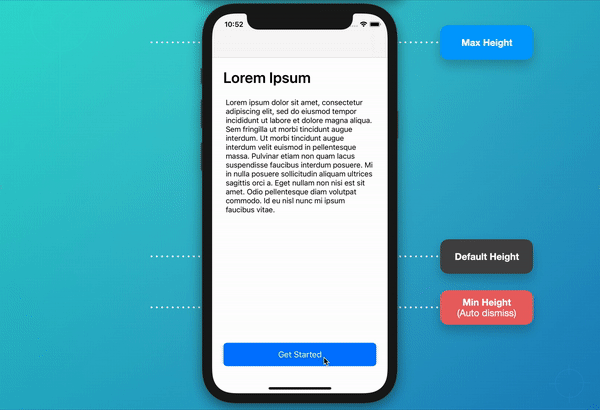 10:52
Max Height
Lorem Ipsum
Lorem ipsum dolor sit amet, consectetur
adipiscing elit, sed do eiusmod tempor
incididunt ut labore et dolore magna aliqua.
Sem fringilla ut morbi tincidunt augue
interdum. Ut morbi tincidunt augue
interdum velit euismod in pellentesque
massa. Pulvinar etiam non quam lacus
suspendisse faucibus interdum posuere. Mi
in nulla posuere sollicitudin aliquam ultrices
sagittis orci a. Eget nullam non nisi est sit
amet. Odio pellentesque diam volutpat
commodo. Id eu nisl nunc mi ipsum
faucibus vitae.
Default Height
Min Height
(Auto dismiss)
Get Started